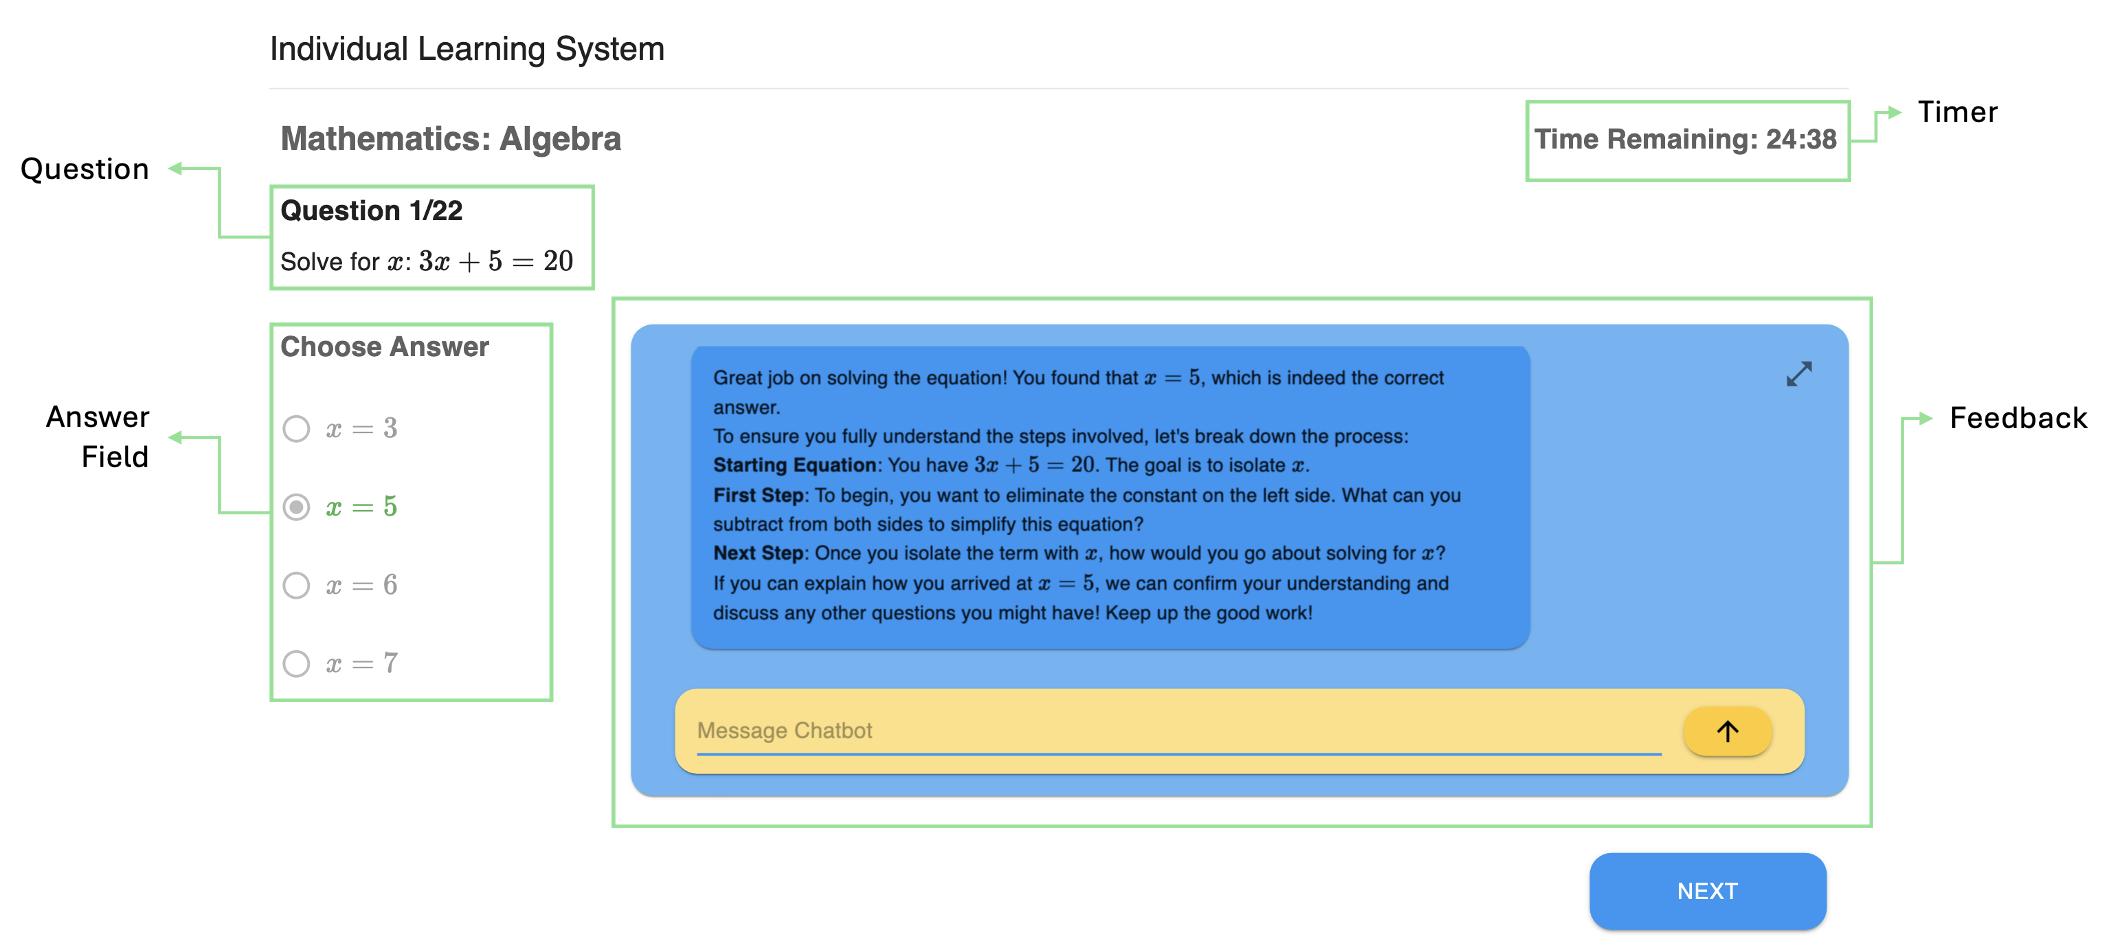 Individual Learning System
Mathematics: Algebra
Time Remaining: 24:38
Timer
Question
Question 1/22
Solve for x: 3x + 5 = 20
Choose Answer
Answer
Field
x = 3
x = 5
x = 6
x = 7
Great job on solving the equation! You found that x = 5, which is indeed the correct
answer.
To ensure you fully understand the steps involved, let's break down the process:
Starting Equation: You have 3x + 5 = 20. The goal is to isolate x.
First Step: To begin, you want to eliminate the constant on the left side. What can you
subtract from both sides to simplify this equation?
Next Step: Once you isolate the term with x, how would you go about solving for x?
If you can explain how you arrived at x = 5, we can confirm your understanding and
discuss any other questions you might have! Keep up the good work!
Feedback
Message Chatbot
NEXT